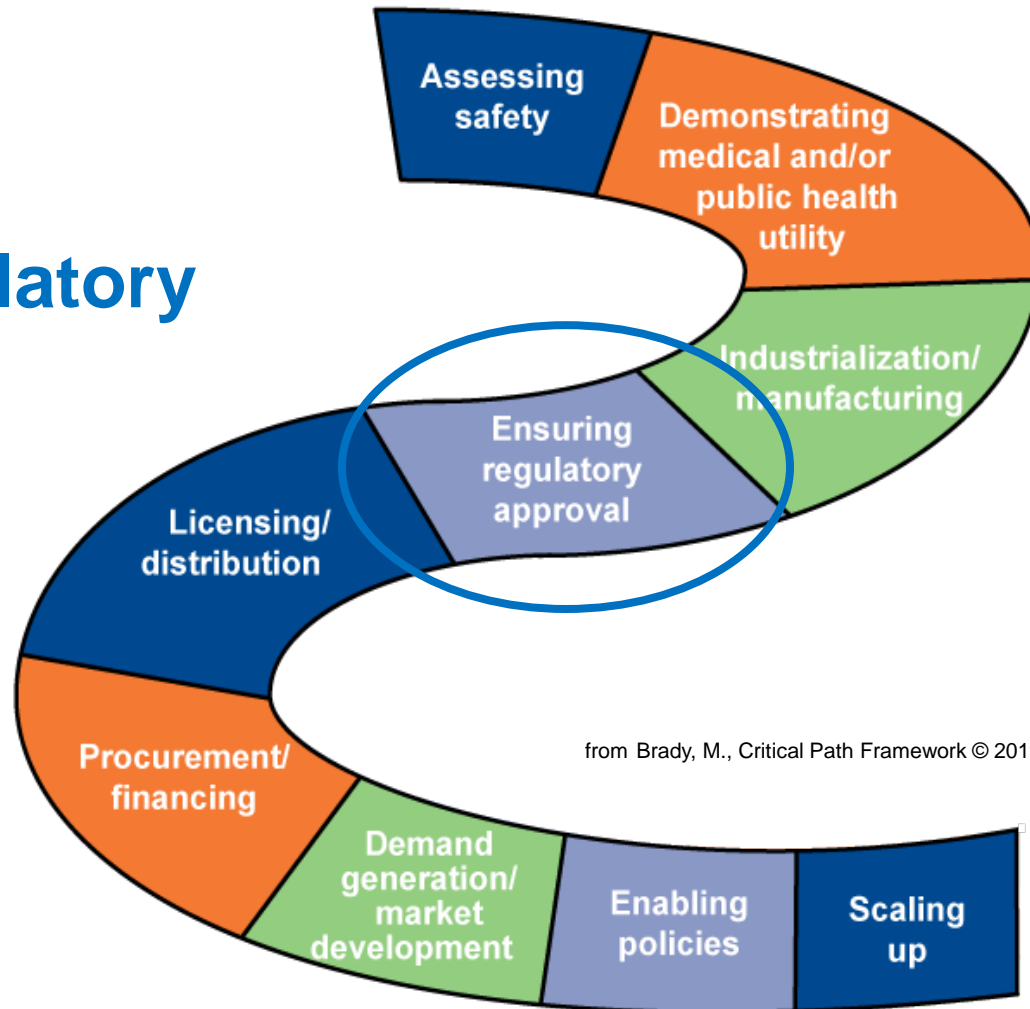 Assessing
safety
Demonstrating
medical and/or
public health
utility
latory
Industrialization/
manufacturing
Ensuring
regulatory
approval
Licensing/
distribution
Procurement/
financing
from Brady, M., Critical Path Framework © 201
Demand
generation/
market
development
Enabling
policies
Scaling
up